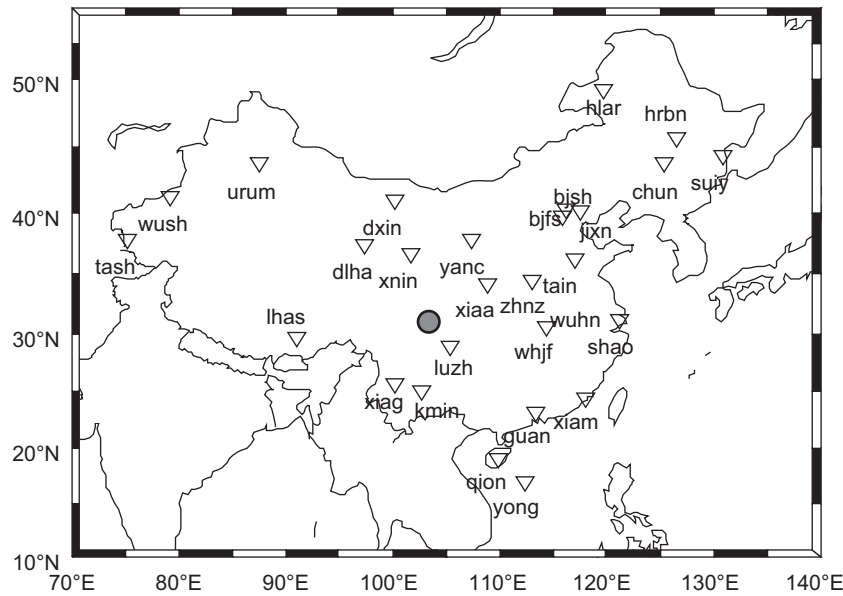 50°N
hlar
hrbn
urum
chun
suiy
bjsh
40°N
wush
dxin
bjfs
jixn
tash
dlha
xnin
yanc
tain
xiaa
zhnz
lhas
wuhn
30°N
whjf
shao
luzh
xiag
kmin
xiam
guan
20°N
qion
yong
10°N
70°E 80°E 90°E 100°E 110°E 120°E 130°E 140°E